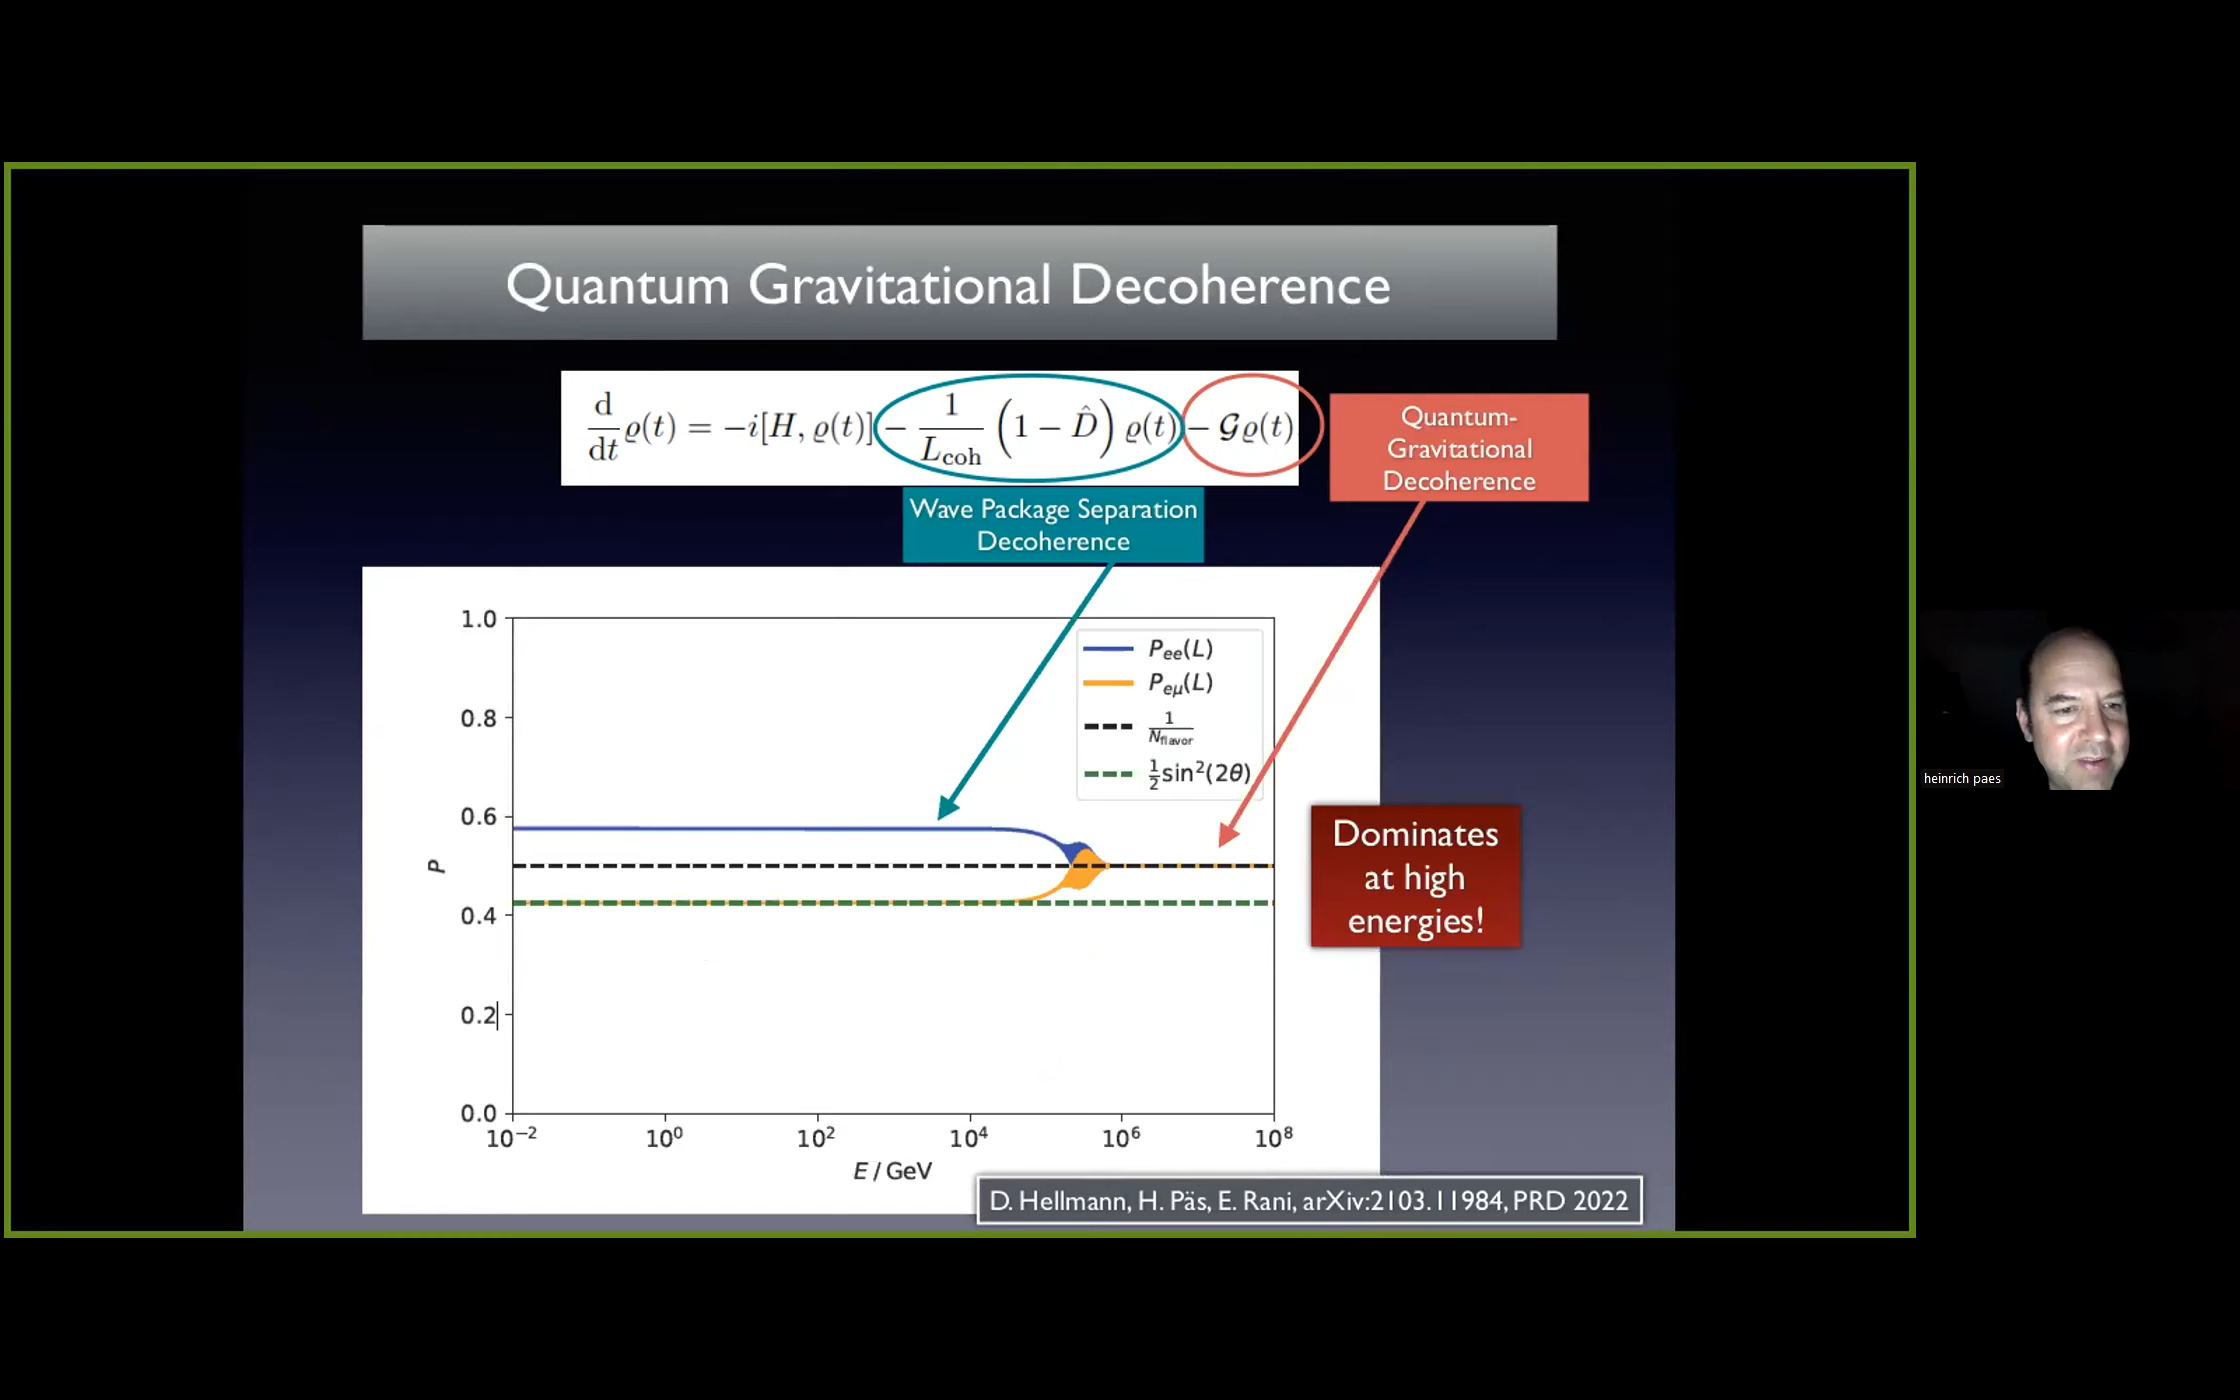 Quantum Gravitational Decoherence
d/dt ϱ(t) = −i[H, ϱ(t)] − 1/L_coh (1 − D̂) ϱ(t) − 𝒢ϱ(t)
Quantum-
Gravitational
Decoherence
Wave Package Separation
Decoherence
1.0
0.8
0.6
0.4
0.2
0.0
P
P_ee(L)
P_eμ(L)
1/N_flavor
½sin²(2θ)
Dominates
at high
energies!
10⁻² 10⁰ 10² 10⁴ 10⁶ 10⁸
E / GeV
D. Hellmann, H. Päs, E. Rani, arXiv:2103.11984, PRD 2022
heinrich paes